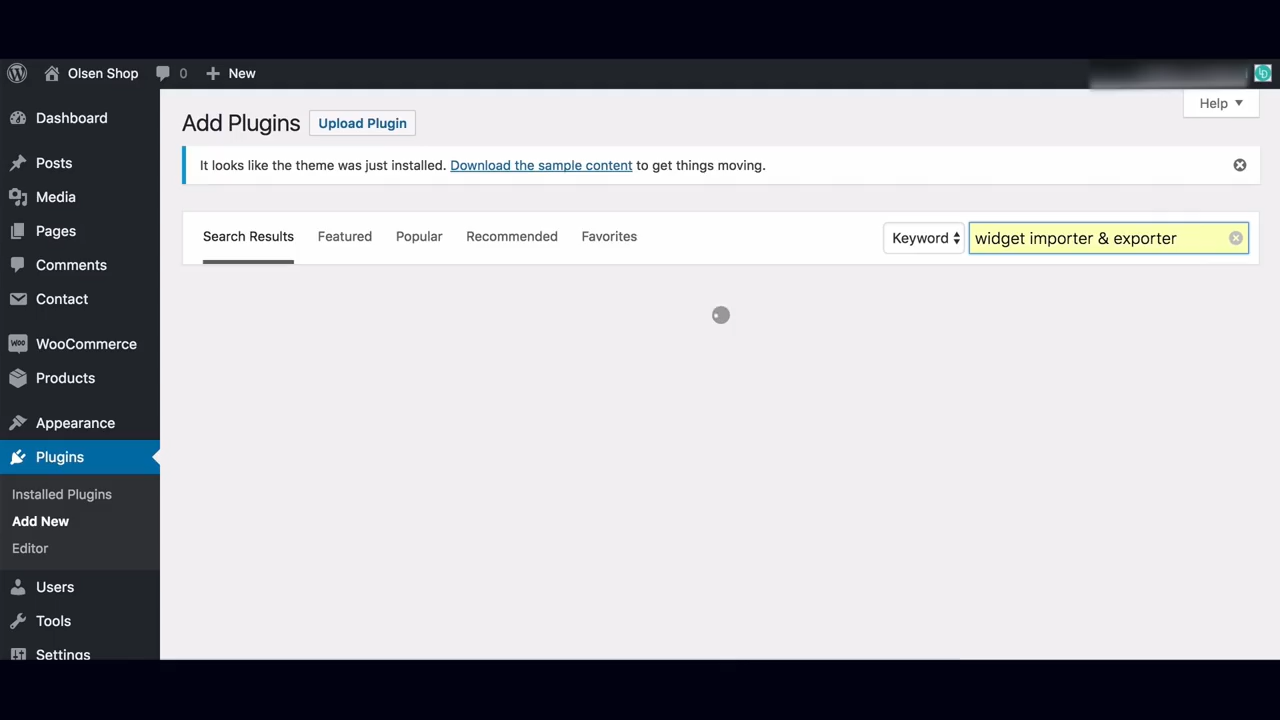 Olsen Shop 0 New
Help
Dashboard
Posts
Media
Pages
Comments
Contact
WooCommerce
Products
Appearance
Plugins
Installed Plugins
Add New
Editor
Users
Tools
Settings
Add Plugins Upload Plugin
It looks like the theme was just installed. Download the sample content to get things moving.
Search Results Featured Popular Recommended Favorites Keyword widget importer & exporter